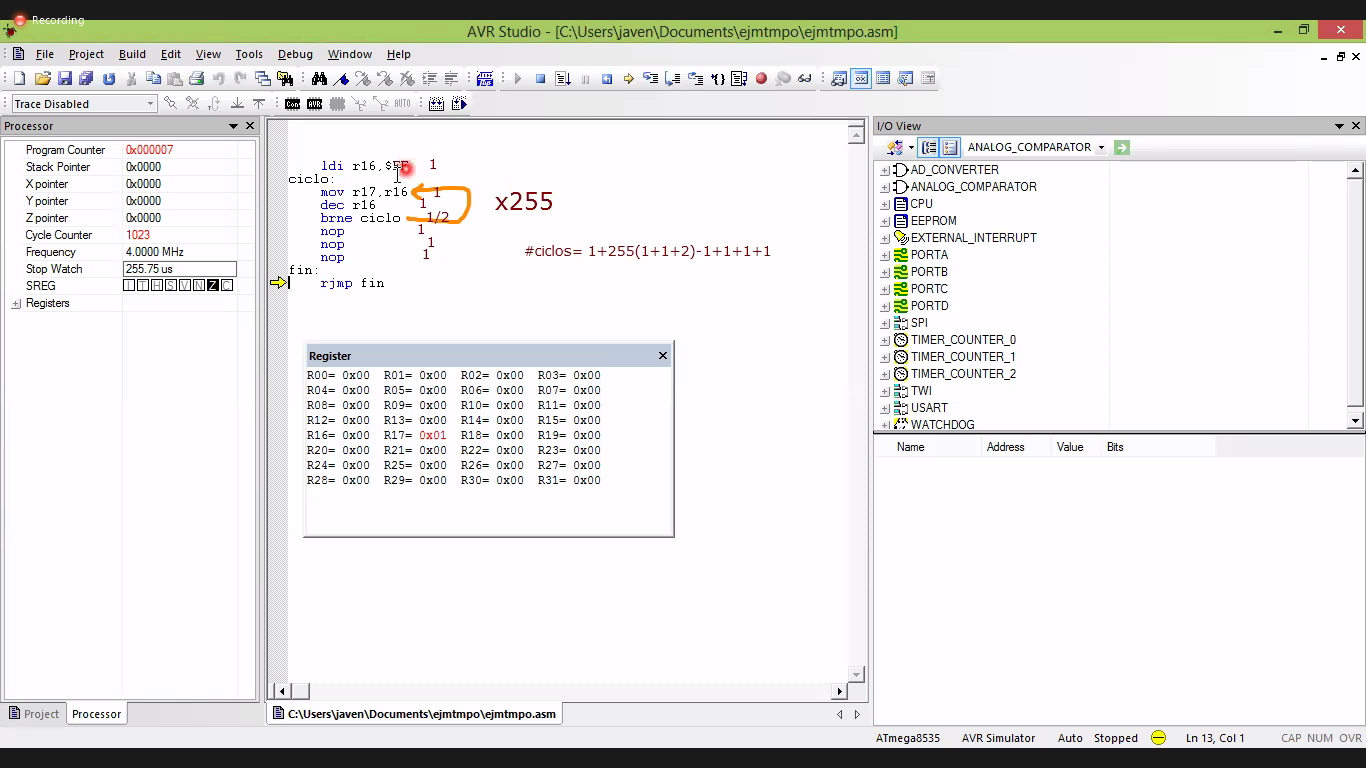 Recording
AVR Studio - [C:\Users\javen\Documents\ejmtmpo\ejmtmpo.asm]
File Project Build Edit View Tools Debug Window Help
Trace Disabled
Con AVR AUTO
Processor
Program Counter 0x000007
Stack Pointer 0x0000
X pointer 0x0000
Y pointer 0x0000
Z pointer 0x0000
Cycle Counter 1023
Frequency 4.0000 MHz
Stop Watch 255.75 us
SREG I T H S V N Z C
Registers
Project Processor
ldi r16,$FF 1
ciclo:
mov r17,r16 1
dec r16 1
brne ciclo 1/2
nop 1
nop 1
nop 1
fin:
rjmp fin
x255
#ciclos= 1+255(1+1+2)-1+1+1+1
Register
R00= 0x00 R01= 0x00 R02= 0x00 R03= 0x00
R04= 0x00 R05= 0x00 R06= 0x00 R07= 0x00
R08= 0x00 R09= 0x00 R10= 0x00 R11= 0x00
R12= 0x00 R13= 0x00 R14= 0x00 R15= 0x00
R16= 0x00 R17= 0x01 R18= 0x00 R19= 0x00
R20= 0x00 R21= 0x00 R22= 0x00 R23= 0x00
R24= 0x00 R25= 0x00 R26= 0x00 R27= 0x00
R28= 0x00 R29= 0x00 R30= 0x00 R31= 0x00
C:\Users\javen\Documents\ejmtmpo\ejmtmpo.asm
I/O View
ANALOG_COMPARATOR
AD_CONVERTER
ANALOG_COMPARATOR
CPU
EEPROM
EXTERNAL_INTERRUPT
PORTA
PORTB
PORTC
PORTD
SPI
TIMER_COUNTER_0
TIMER_COUNTER_1
TIMER_COUNTER_2
TWI
USART
WATCHDOG
Name Address Value Bits
ATmega8535 AVR Simulator Auto Stopped Ln 13, Col 1 CAP NUM OVR